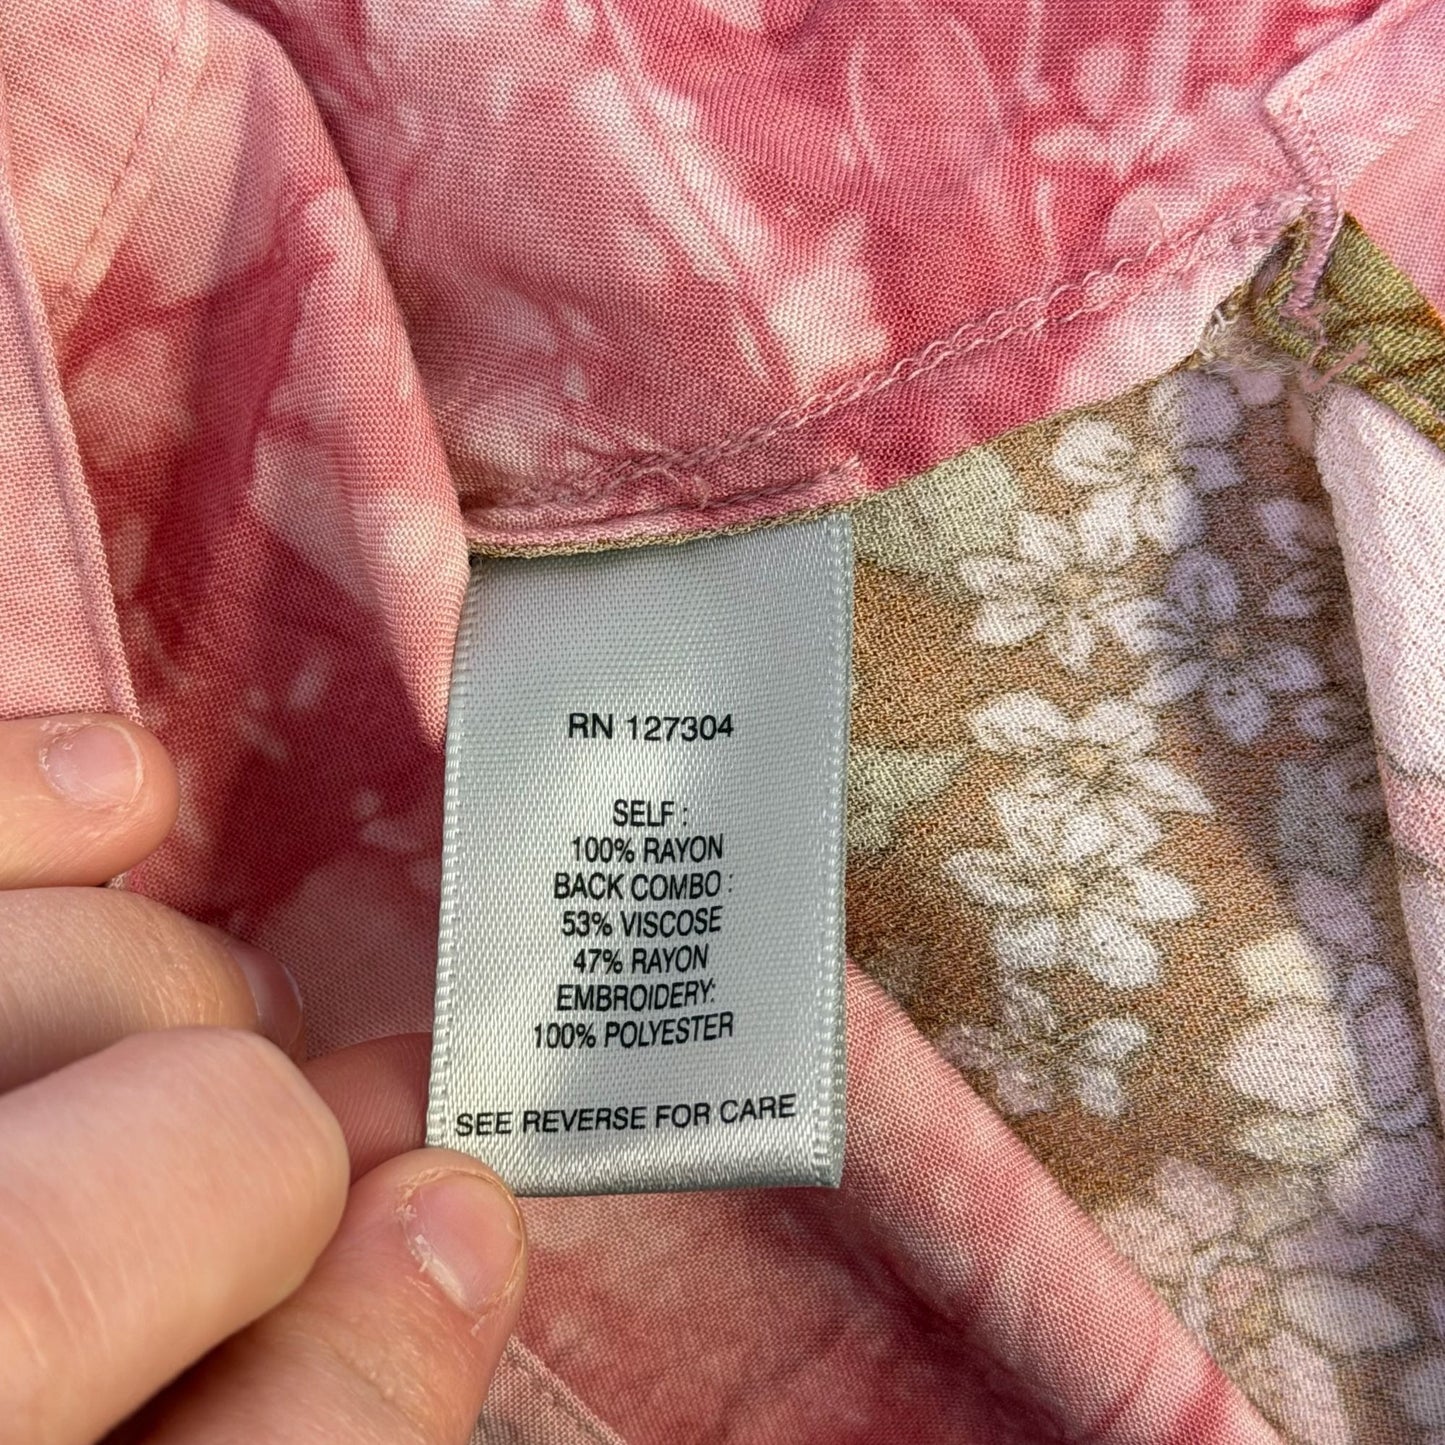 RN 127304
SELF :
100% RAYON
BACK COMBO :
53% VISCOSE
47% RAYON
EMBROIDERY:
100% POLYESTER
SEE REVERSE FOR CARE